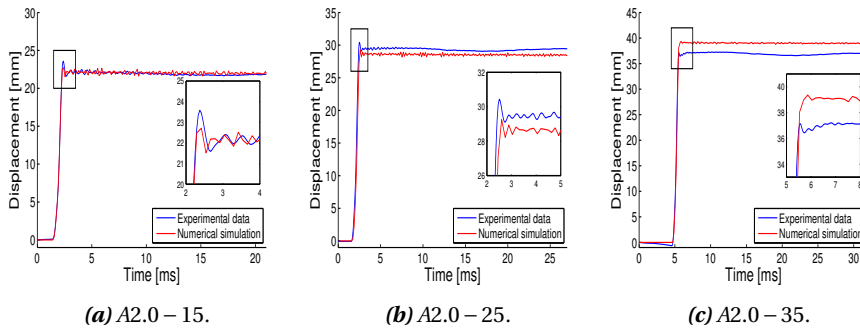 30
25
20
15
10
5
0
Displacement [mm]
25
24
23
22
21
20
2 3 4
Experimental data
Numerical simulation
0 5 10 15 20
Time [ms]
(a) A2.0 – 15.
35
30
25
20
15
10
5
0
Displacement [mm]
32
30
28
26
2 3 4 5
Experimental data
Numerical simulation
0 5 10 15 20 25
Time [ms]
(b) A2.0 – 25.
45
40
35
30
25
20
15
10
5
0
Displacement [mm]
40
38
36
34
5 6 7 8
Experimental data
Numerical simulation
0 5 10 15 20 25 30
Time [ms]
(c) A2.0 – 35.